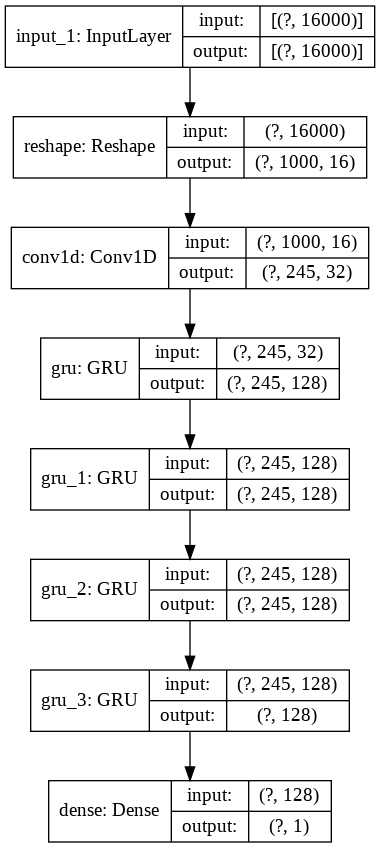 input_1: InputLayer
input: [(?, 16000)]
output: [(?, 16000)]
reshape: Reshape
input: (?, 16000)
output: (?, 1000, 16)
conv1d: Conv1D
input: (?, 1000, 16)
output: (?, 245, 32)
gru: GRU
input: (?, 245, 32)
output: (?, 245, 128)
gru_1: GRU
input: (?, 245, 128)
output: (?, 245, 128)
gru_2: GRU
input: (?, 245, 128)
output: (?, 245, 128)
gru_3: GRU
input: (?, 245, 128)
output: (?, 128)
dense: Dense
input: (?, 128)
output: (?, 1)